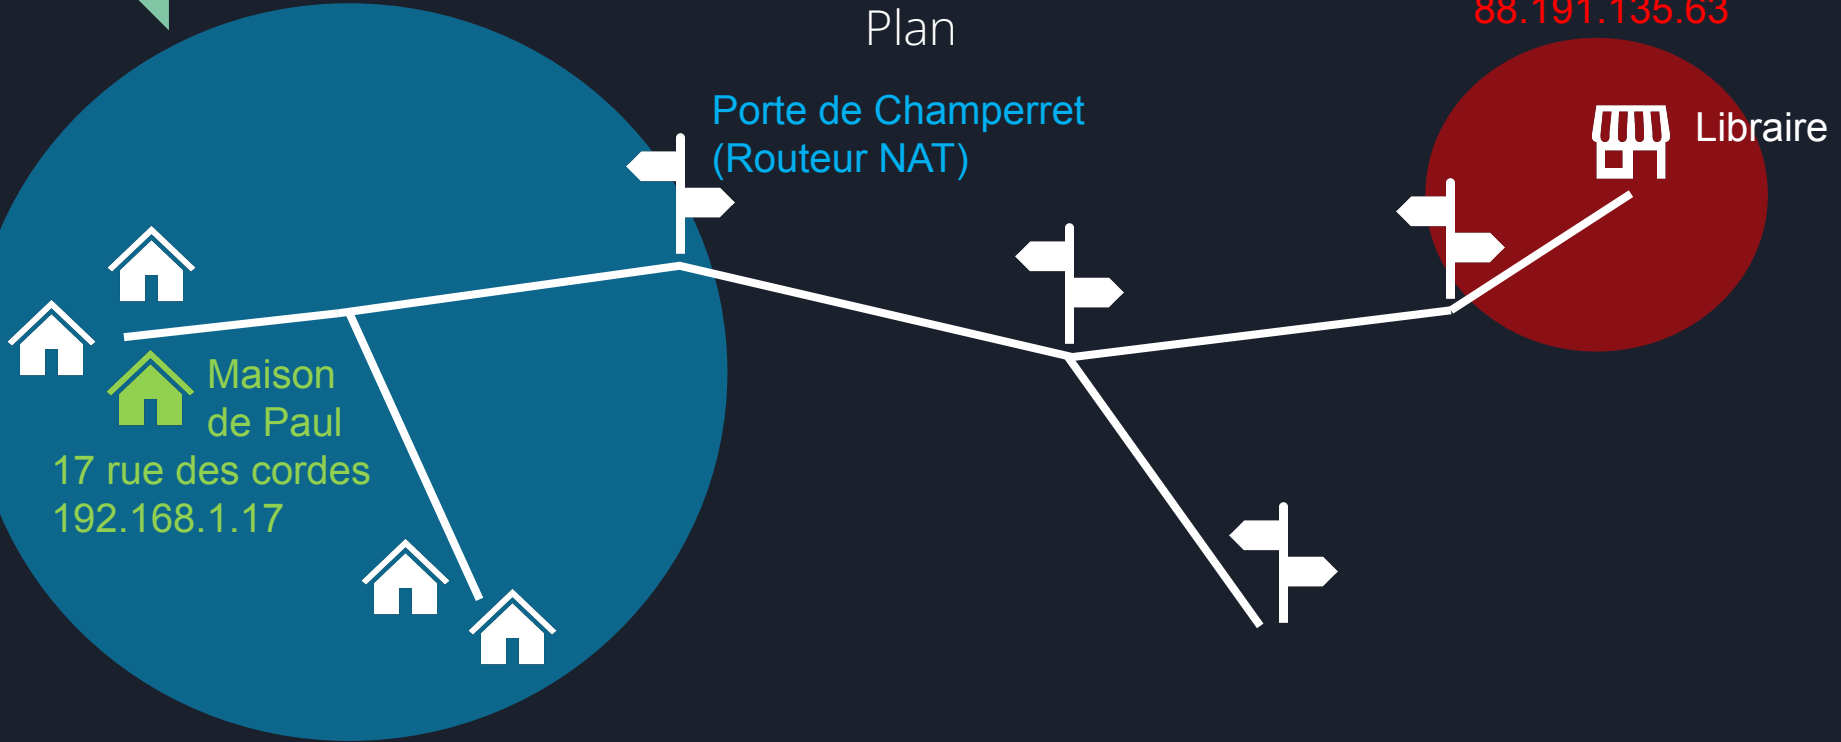 Plan
88.191.135.63
Porte de Champerret
(Routeur NAT)
Libraire
Maison
de Paul
17 rue des cordes
192.168.1.17